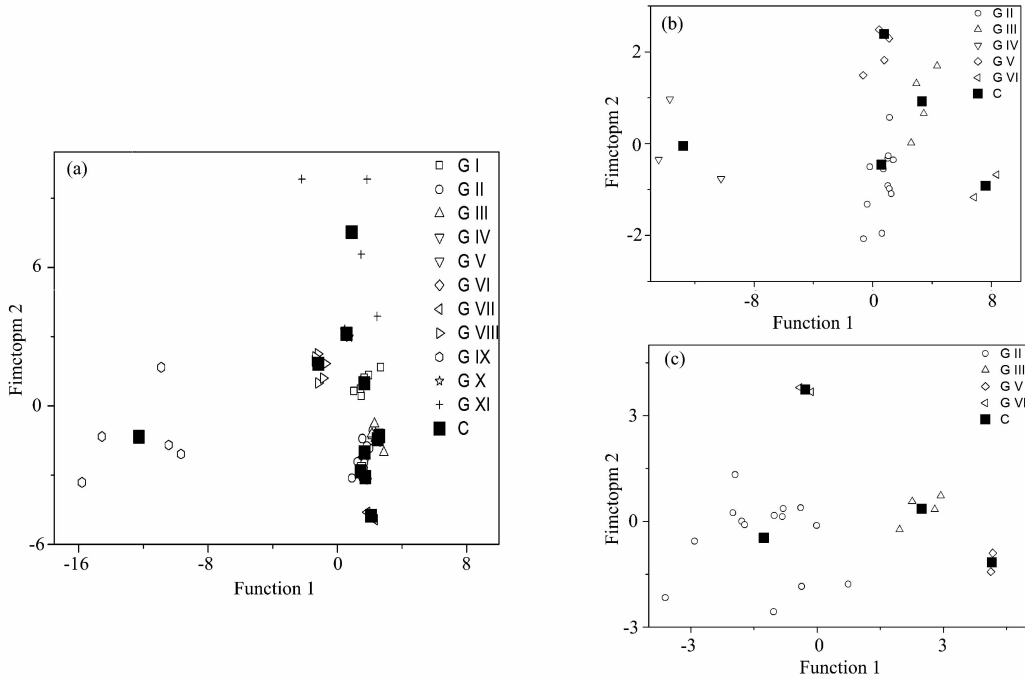 (a)
G I
G II
G III
G IV
G V
G VI
G VII
G VIII
G IX
G X
G XI
C
6
0
-6
-16
-8
0
8
Fimctopm 2
Function 1
(b)
G II
G III
G IV
G V
G VI
C
2
0
-2
-8
0
8
Fimctopm 2
Function 1
(c)
G II
G III
G V
G VI
C
3
0
-3
-3
0
3
Fimctopm 2
Function 1